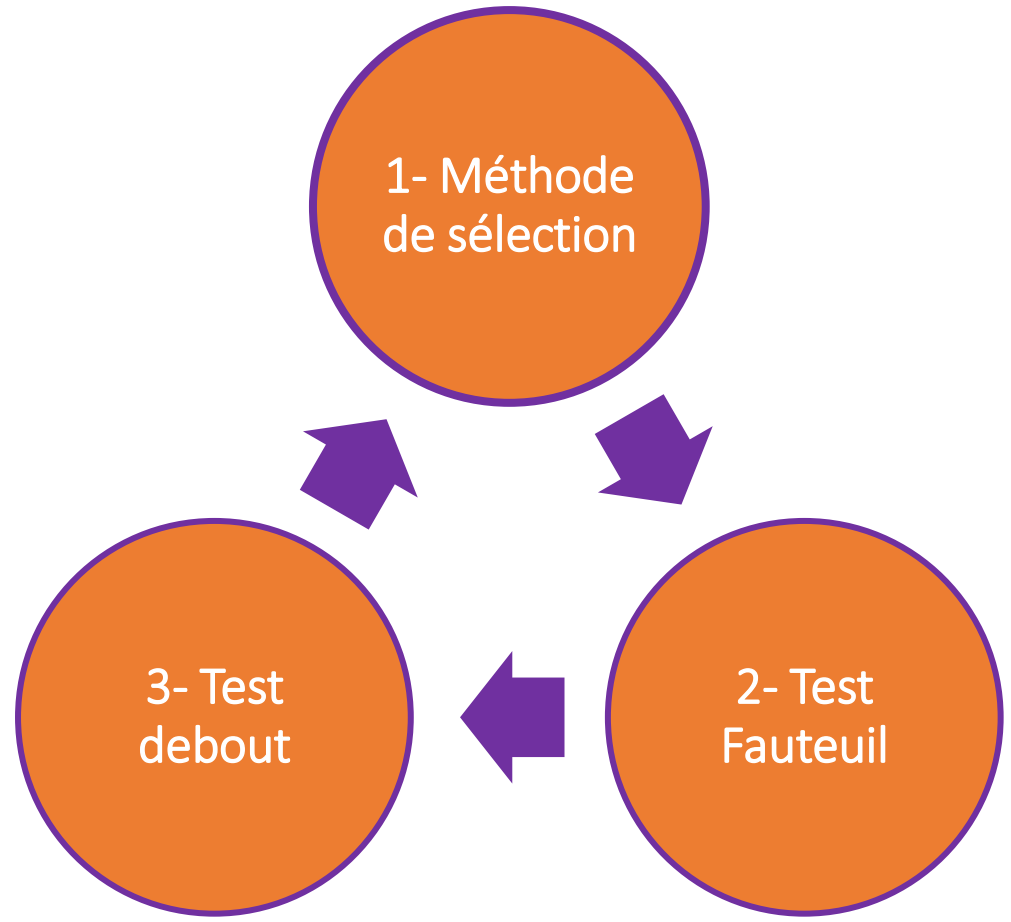 1- Méthode
de sélection
2- Test
Fauteuil
3- Test
debout